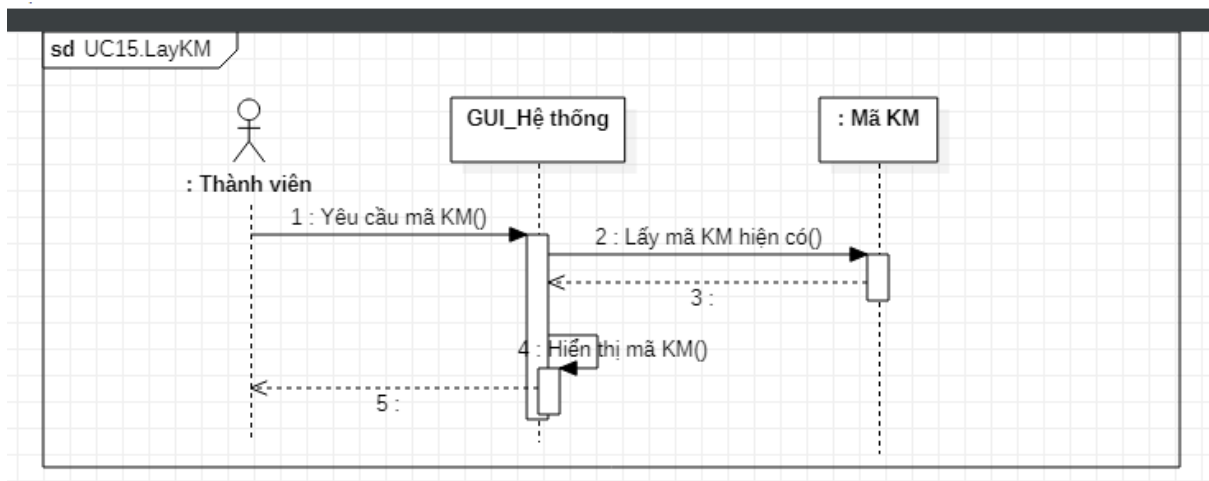 sd UC15.LayKM
GUI_Hệ thống
: Mã KM
: Thành viên
1 : Yêu cầu mã KM()
2 : Lấy mã KM hiện có()
3 :
4 : Hiển thị mã KM()
5 :